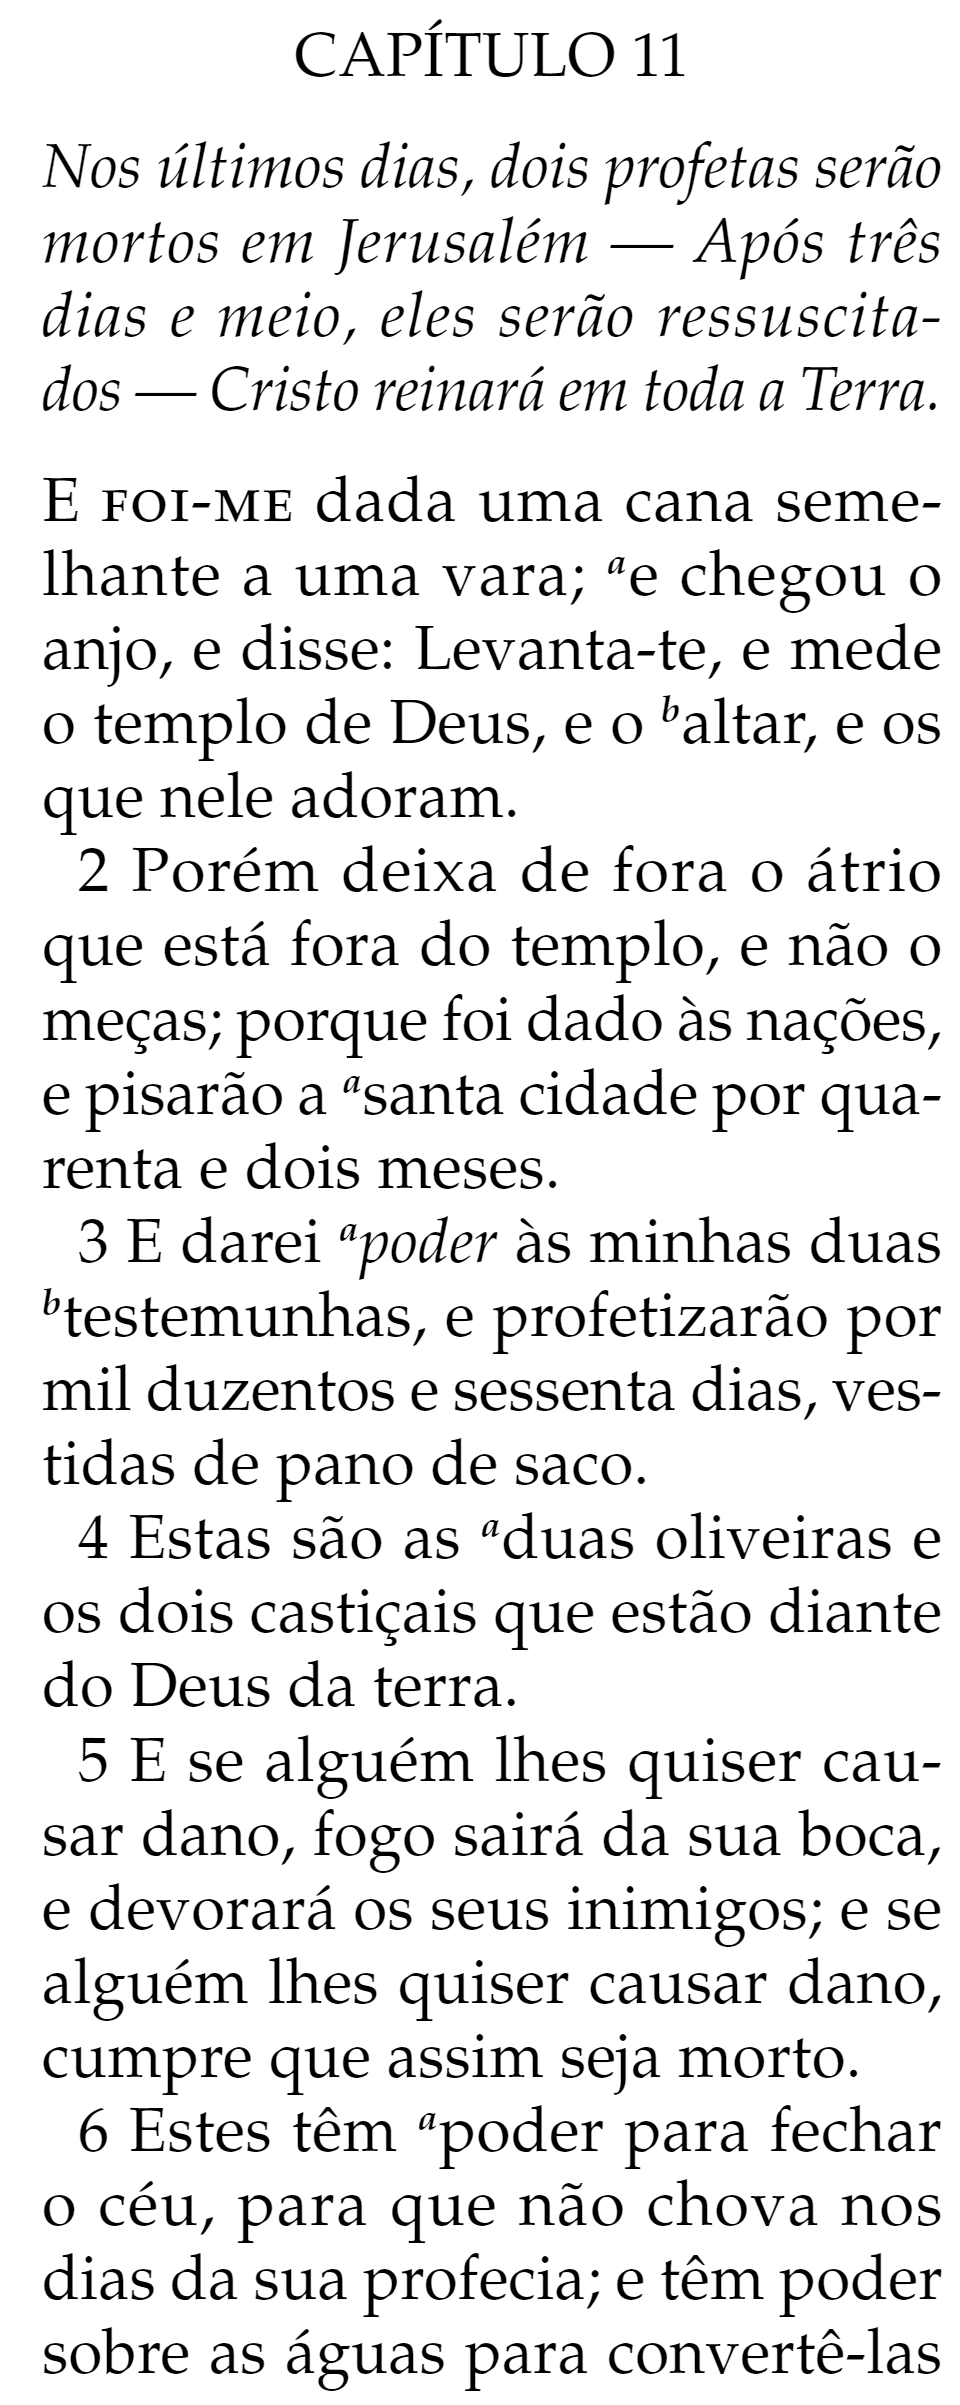 CAPÍTULO 11
Nos últimos dias, dois profetas serão
mortos em Jerusalém — Após três
dias e meio, eles serão ressuscita-
dos — Cristo reinará em toda a Terra.
E FOI-ME dada uma cana seme-
lhante a uma vara; ᵃe chegou o
anjo, e disse: Levanta-te, e mede
o templo de Deus, e o ᵇaltar, e os
que nele adoram.
2 Porém deixa de fora o átrio
que está fora do templo, e não o
meças; porque foi dado às nações,
e pisarão a ᵃsanta cidade por qua-
renta e dois meses.
3 E darei ᵃpoder às minhas duas
ᵇtestemunhas, e profetizarão por
mil duzentos e sessenta dias, ves-
tidas de pano de saco.
4 Estas são as ᵃduas oliveiras e
os dois castiçais que estão diante
do Deus da terra.
5 E se alguém lhes quiser cau-
sar dano, fogo sairá da sua boca,
e devorará os seus inimigos; e se
alguém lhes quiser causar dano,
cumpre que assim seja morto.
6 Estes têm ᵃpoder para fechar
o céu, para que não chova nos
dias da sua profecia; e têm poder
sobre as águas para convertê-las